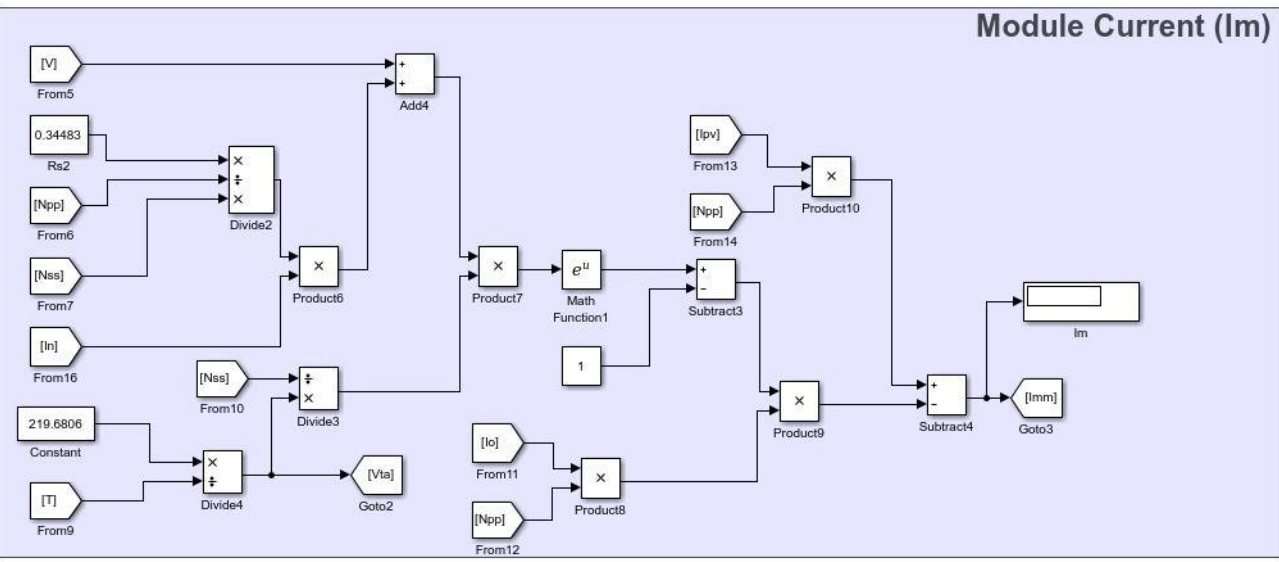 Module Current (Im)
[V]
From5
+
+
Add4
0.34483
Rs2
×
÷
×
Divide2
[Npp]
From6
[Nss]
From7
[In]
From16
×
Product6
[Nss]
From10
÷
×
Divide3
219.6806
Constant
[T]
From9
×
÷
Divide4
[Vta]
Goto2
×
Product7
eᵘ
Math
Function1
1
+
−
Subtract3
[Ipv]
From13
[Npp]
From14
×
Product10
[Io]
From11
[Npp]
From12
×
Product8
×
Product9
+
−
Subtract4
Im
[Imm]
Goto3